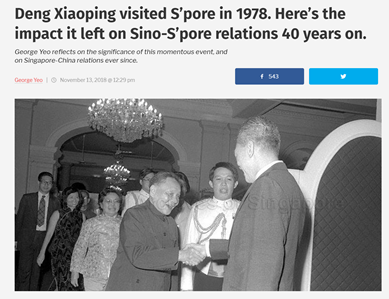 Deng Xiaoping visited S'pore in 1978. Here's the
impact it left on Sino-S'pore relations 40 years on.
George Yeo reflects on the significance of this momentous event, and
on Singapore-China relations ever since.
George Yeo | November 13, 2018 @ 12:29 pm
f 543